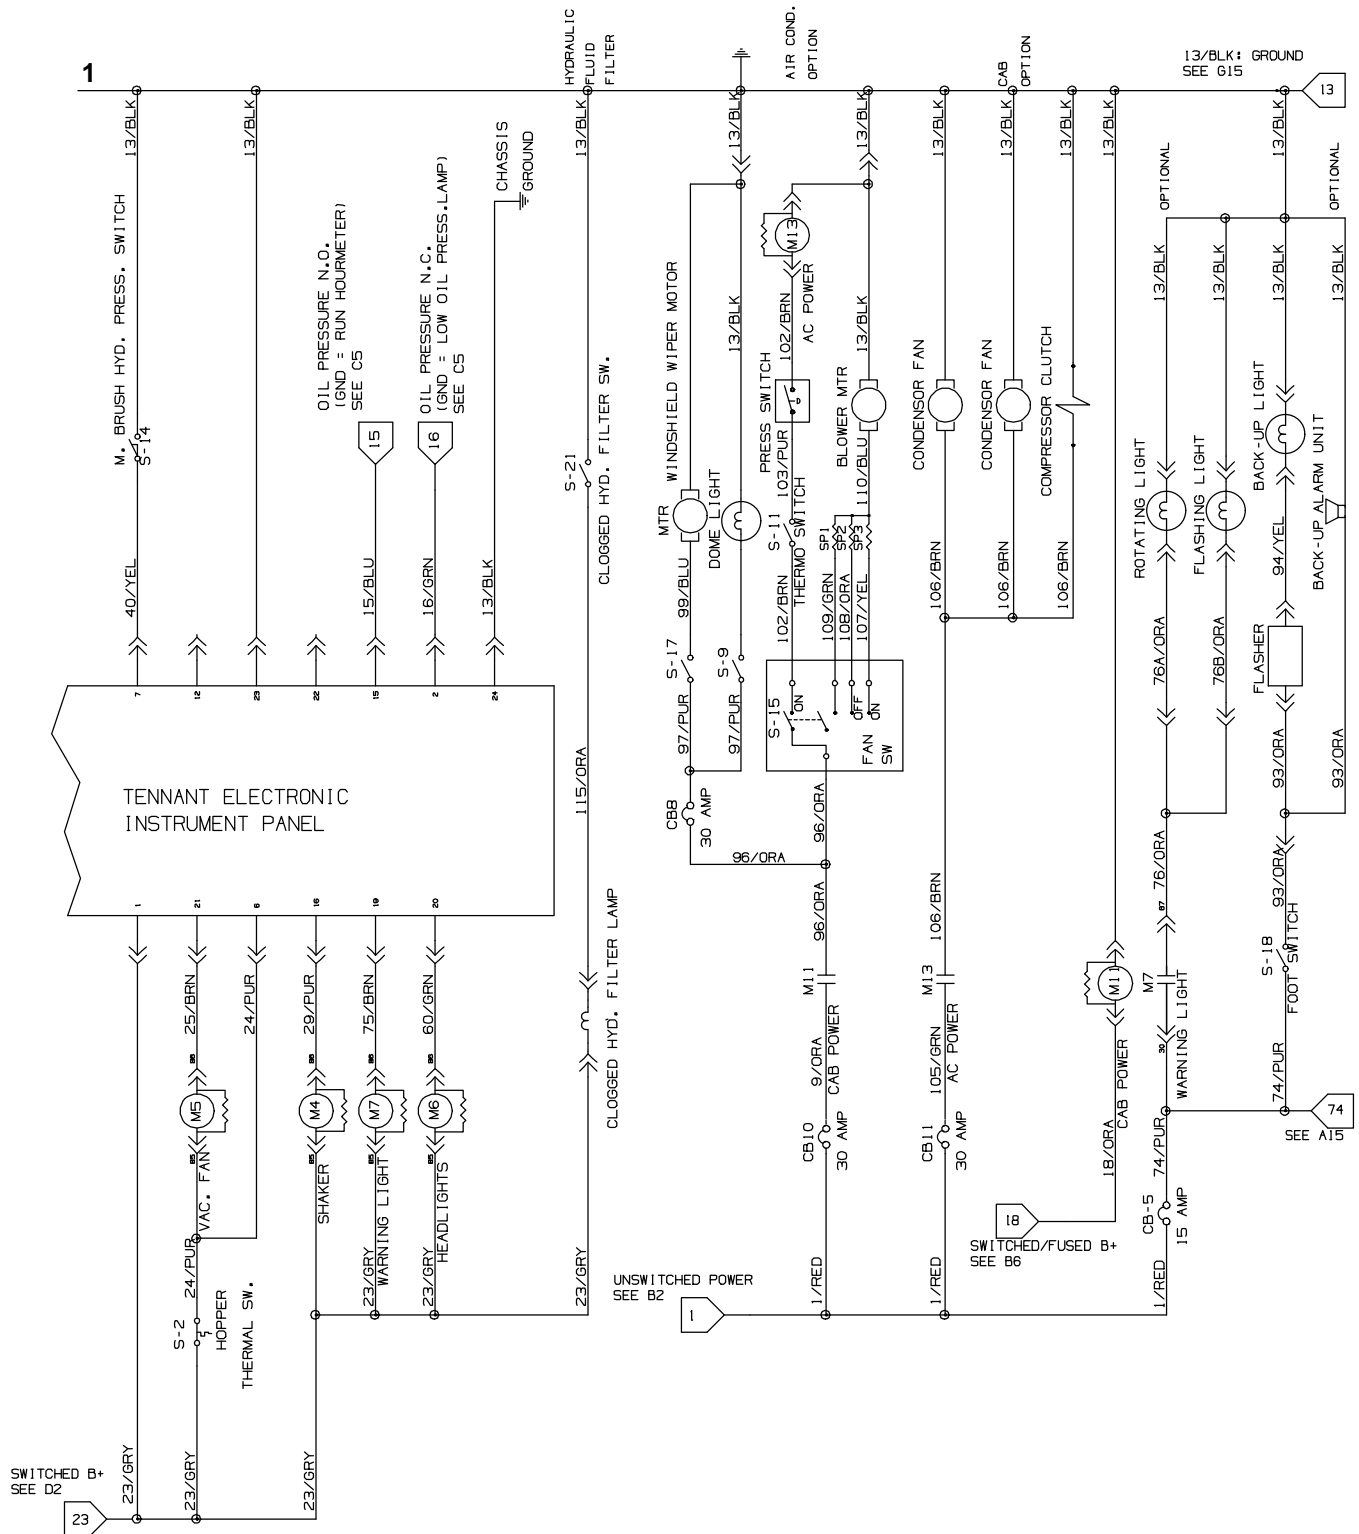 1
HYDRAULIC
FLUID
FILTER
AIR COND.
OPTION
CAB
OPTION
13/BLK: GROUND
SEE G15
13
13/BLK
13/BLK
13/BLK
13/BLK
13/BLK
13/BLK
13/BLK
13/BLK
13/BLK
13/BLK
M. BRUSH HYD. PRESS. SWITCH
S-14
40/YEL
OIL PRESSURE N.O.
(GND = RUN HOURMETER)
SEE C5
15
15/BLU
OIL PRESSURE N.C.
(GND = LOW OIL PRESS.LAMP)
SEE C5
16
16/GRN
CHASSIS
GROUND
13/BLK
S-21
CLOGGED HYD. FILTER SW.
115/ORA
WINDSHIELD WIPER MOTOR
MTR
99/BLU
S-17
97/PUR
13/BLK
DOME LIGHT
S-9
97/PUR
CB8
30 AMP
96/ORA
M13
AC POWER
102/BRN
PRESS SWITCH
103/PUR
S-11
THERMO SWITCH
102/BRN
BLOWER MTR
110/BLU
SP1
SP2
SP3
109/GRN
108/ORA
107/YEL
S-15
ON
OFF
ON
FAN
SW
96/ORA
96/ORA
CONDENSOR FAN
106/BRN
CONDENSOR FAN
106/BRN
COMPRESSOR CLUTCH
106/BRN
106/BRN
OPTIONAL
OPTIONAL
13/BLK
13/BLK
13/BLK
13/BLK
ROTATING LIGHT
76A/ORA
FLASHING LIGHT
76B/ORA
BACK-UP LIGHT
94/YEL
FLASHER
93/ORA
BACK-UP ALARM UNIT
93/ORA
7
12
23
22
15
2
24
TENNANT ELECTRONIC
INSTRUMENT PANEL
1
21
6
16
19
20
25/BRN
24/PUR
29/PUR
75/BRN
60/GRN
86
86
86
86
M5
M4
M7
M6
85
85
85
85
VAC. FAN
SHAKER
WARNING LIGHT
HEADLIGHTS
24/PUR
S-2
HOPPER
THERMAL SW.
23/GRY
23/GRY
23/GRY
23/GRY
23/GRY
CLOGGED HYD. FILTER LAMP
SWITCHED B+
SEE D2
23
M11
CAB POWER
9/ORA
CB10
30 AMP
1/RED
M13
AC POWER
105/GRN
CB11
30 AMP
1/RED
UNSWITCHED POWER
SEE B2
1
M11
CAB POWER
18/ORA
18
SWITCHED/FUSED B+
SEE B6
76/ORA
87
M7
30
WARNING LIGHT
74/PUR
CB-5
15 AMP
1/RED
93/ORA
S-18
FOOT SWITCH
74/PUR
74
SEE A15